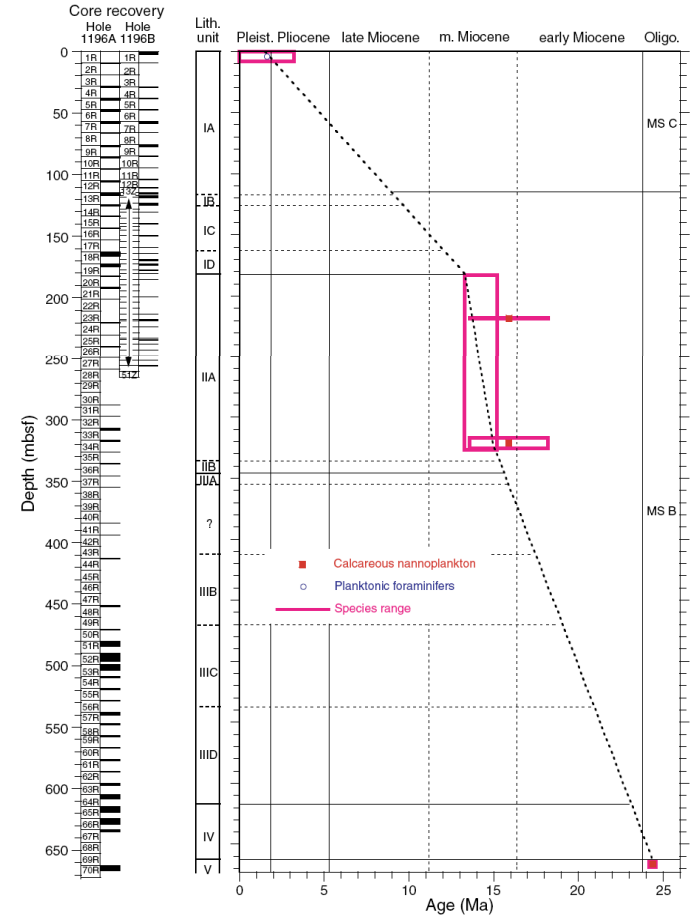 Core recovery
Hole Hole
1196A 1196B
Lith.
unit
Pleist. Pliocene late Miocene m. Miocene early Miocene Oligo.
0
50
100
150
200
250
300
350
400
450
500
550
600
650
Depth (mbsf)
1R
2R
3R
4R
5R
6R
7R
8R
9R
10R
11R
12R
13R
14R
15R
16R
17R
18R
19R
20R
21R
22R
23R
24R
25R
26R
27R
28R
29R
30R
31R
32R
33R
34R
35R
36R
37R
38R
39R
40R
41R
42R
43R
44R
45R
46R
47R
48R
49R
50R
51R
52R
53R
54R
55R
56R
57R
58R
59R
60R
61R
62R
63R
64R
65R
66R
67R
68R
69R
70R
1R
2R
3R
4R
5R
6R
7R
8R
9R
10R
11R
12R
13Z
51Z
IA
IB
IC
ID
IIA
IIB
IIIA
?
IIIB
IIIC
IIID
IV
V
MS C
MS B
Calcareous nannoplankton
Planktonic foraminifers
Species range
0 5 10 15 20 25
Age (Ma)